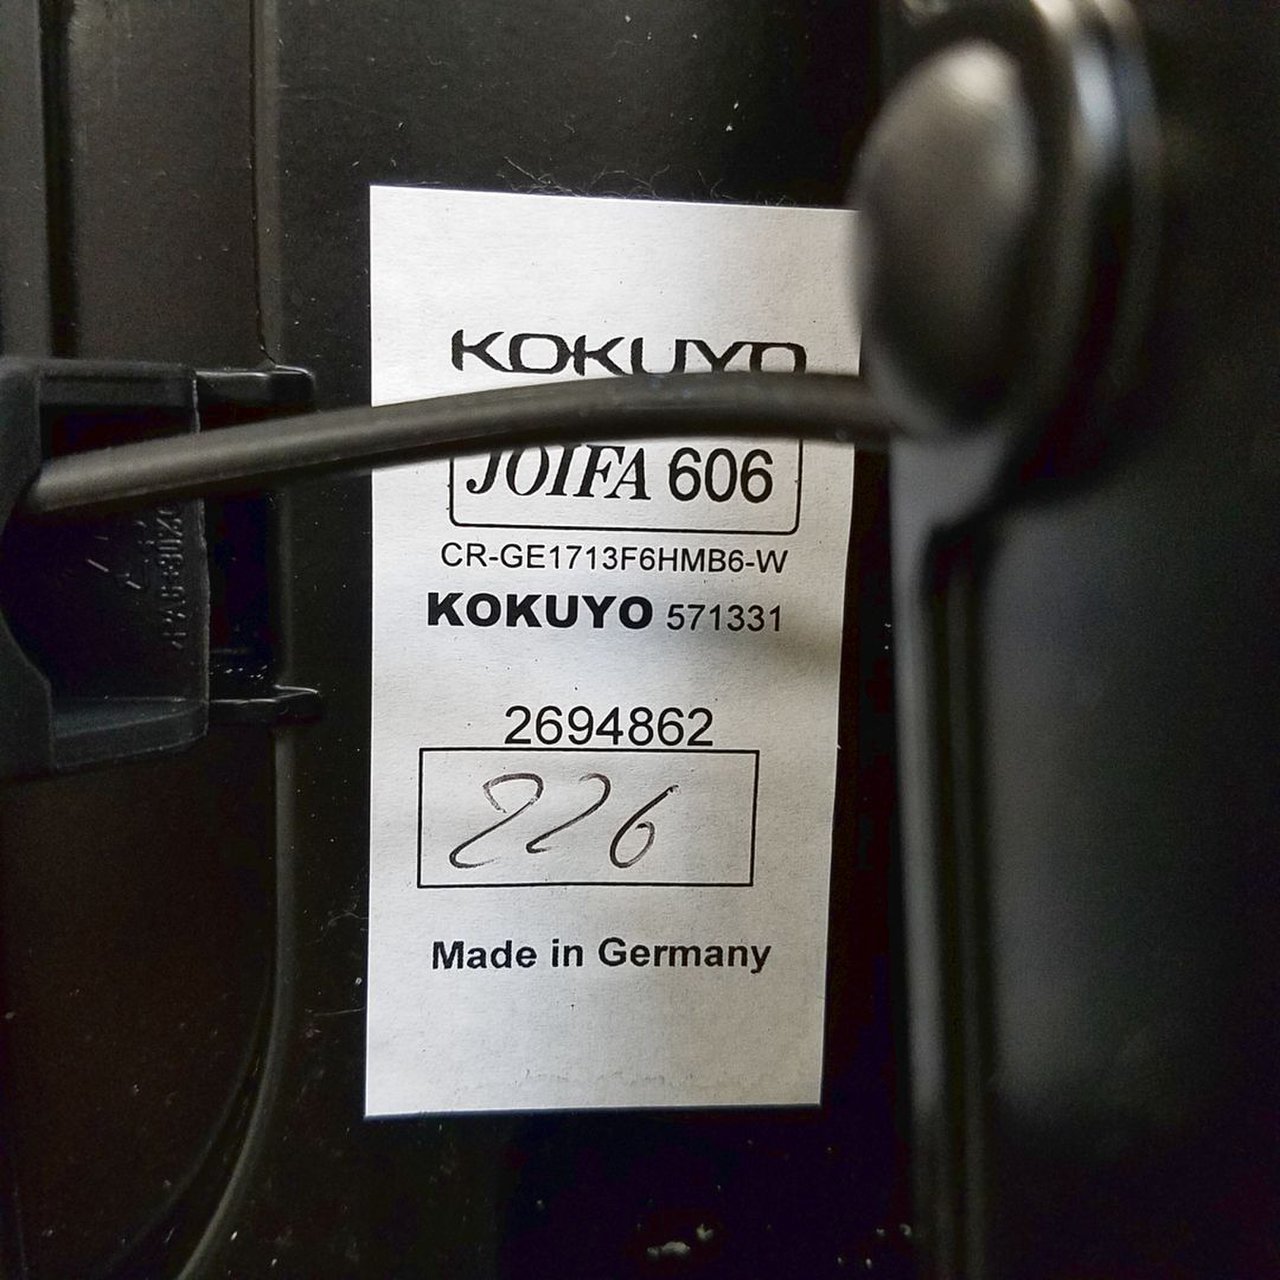 KOKUYO
JOIFA 606
CR-GE1713F6HMB6-W
KOKUYO 571331
2694862
226
Made in Germany